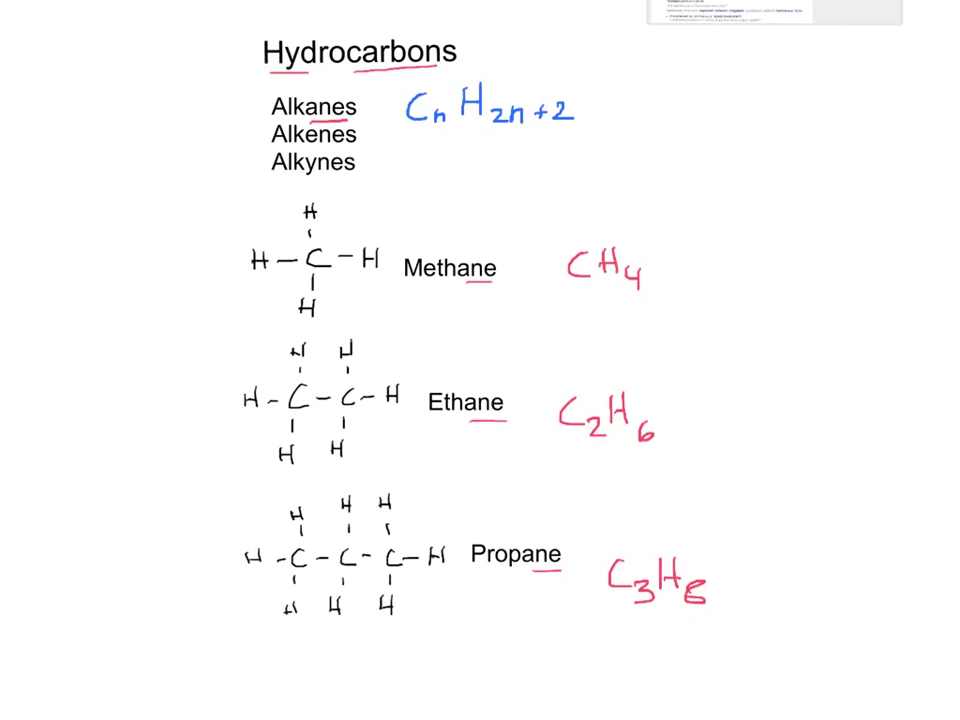 Hydrocarbons
Alkanes CnH2n+2
Alkenes
Alkynes
H
H – C – H Methane CH4
H
H H
H – C – C – H Ethane C2H6
H H
H H H
H – C – C – C – H Propane C3H8
H H H